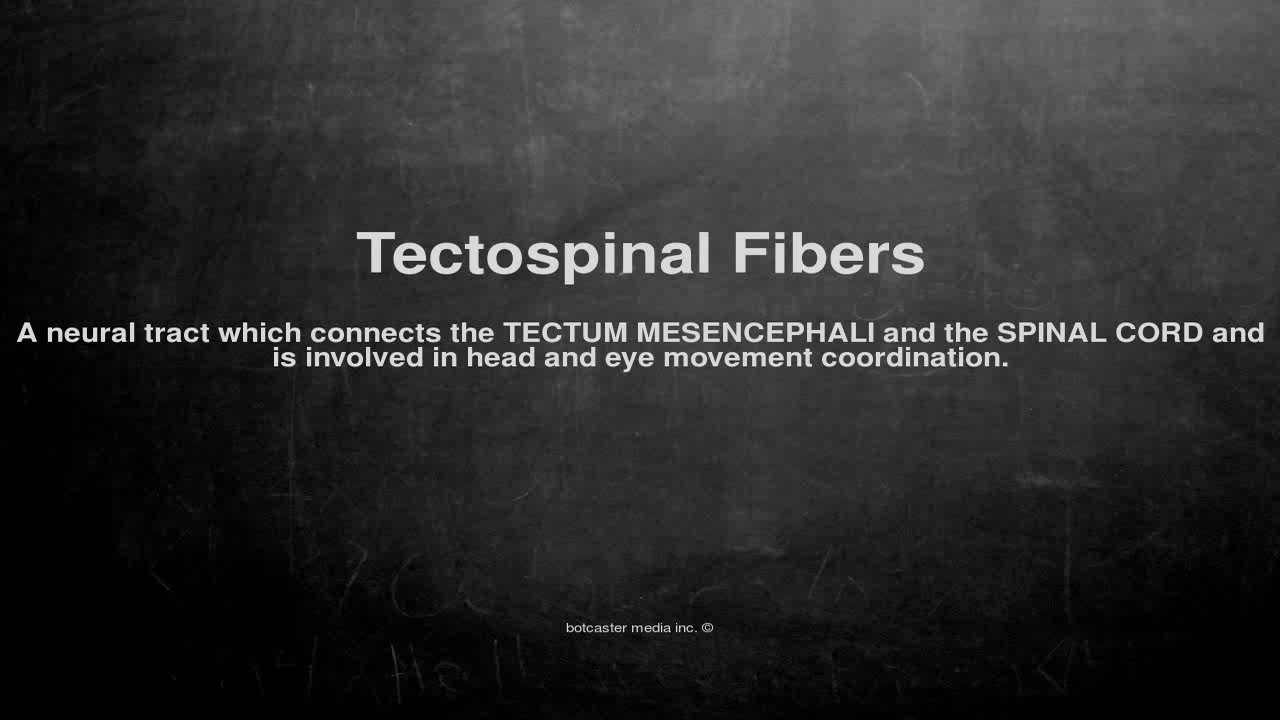 Tectospinal Fibers
A neural tract which connects the TECTUM MESENCEPHALI and the SPINAL CORD and
is involved in head and eye movement coordination.
botcaster media inc. ©